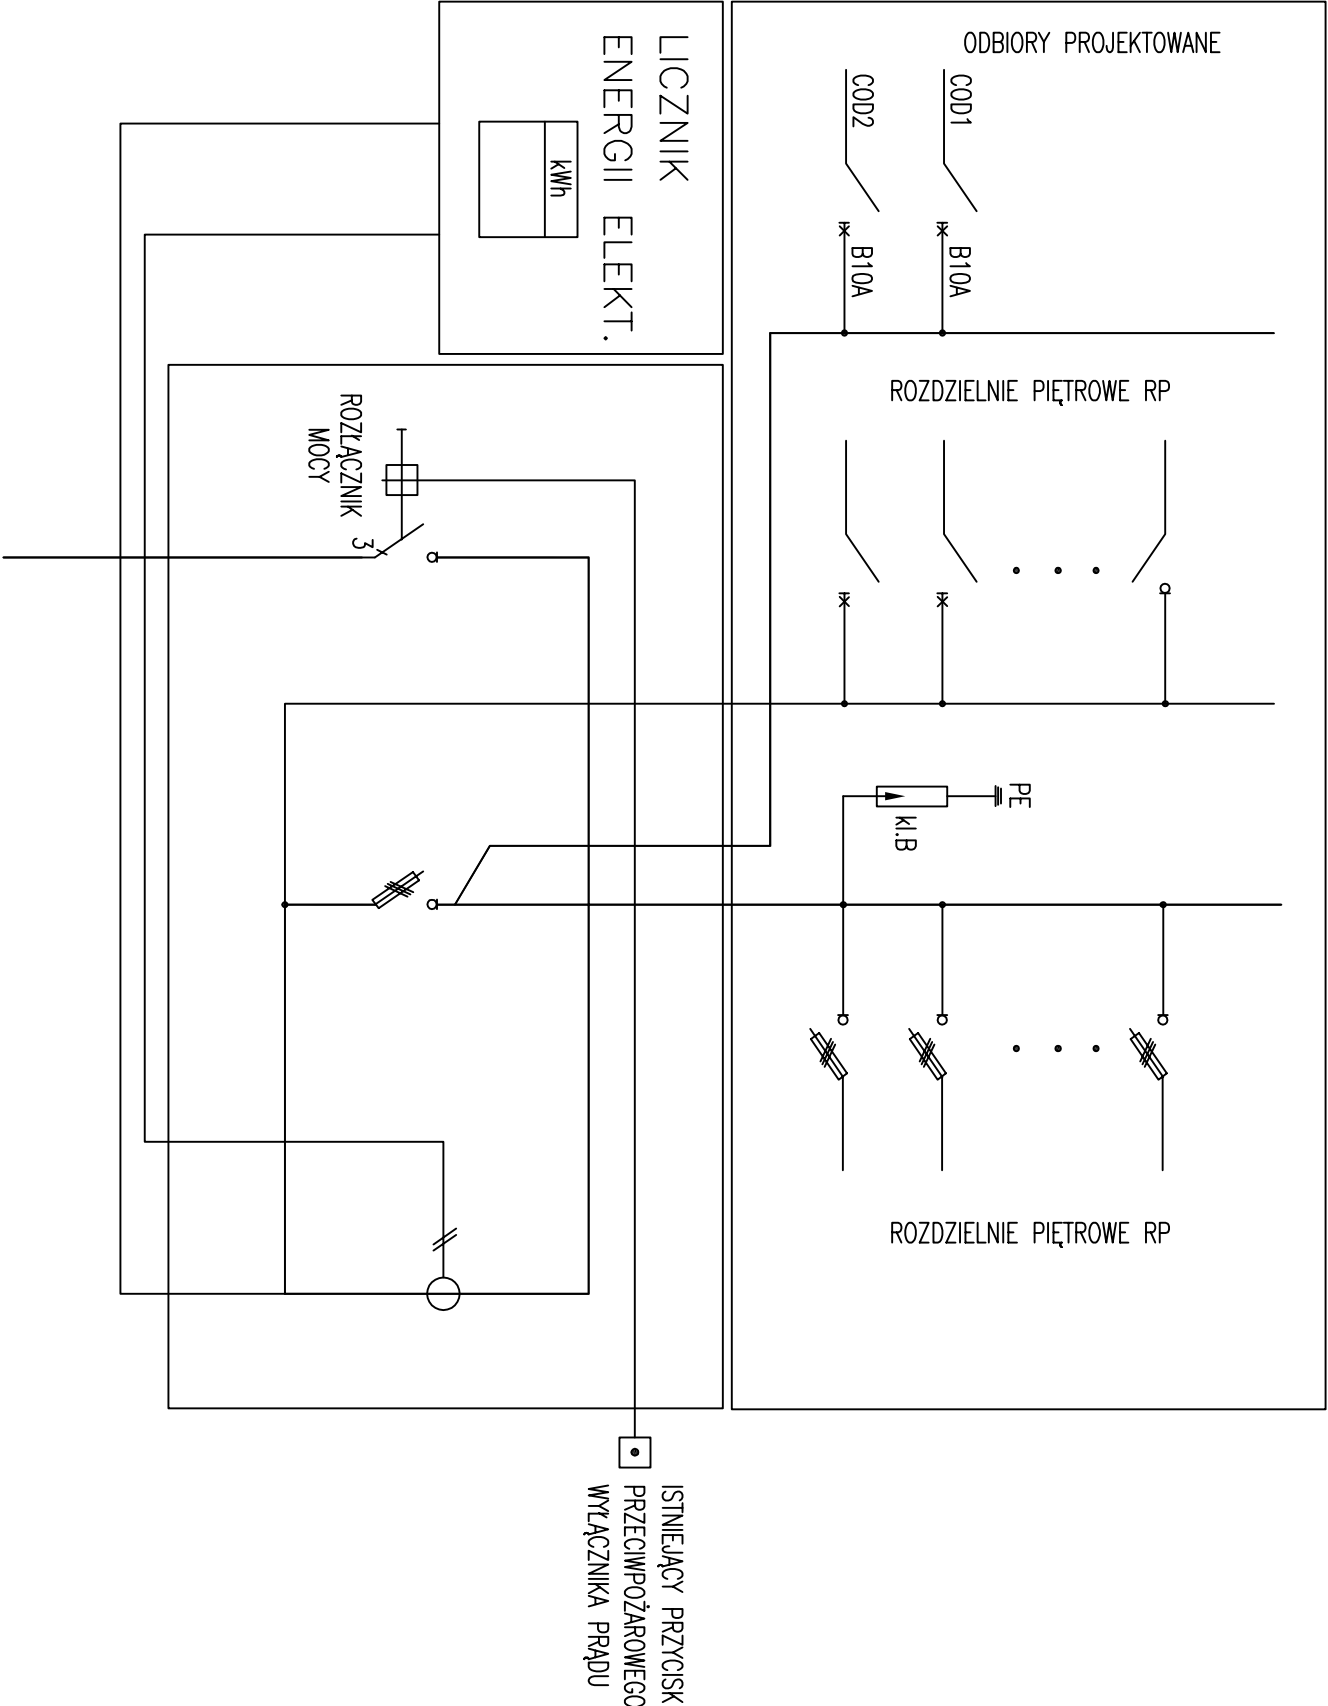 ODBIORY PROJEKTOWANE
LICZNIK
ENERGII ELEKT.
kWh
COD1
COD2
B10A
B10A
ROZDZIELNIE PIĘTROWE RP
ROZŁĄCZNIK
MOCY
3
PE
kl.B
ROZDZIELNIE PIĘTROWE RP
ISTNIEJĄCY PRZYCISK
PRZECIWPOŻAROWEGO
WYŁĄCZNIKA PRĄDU